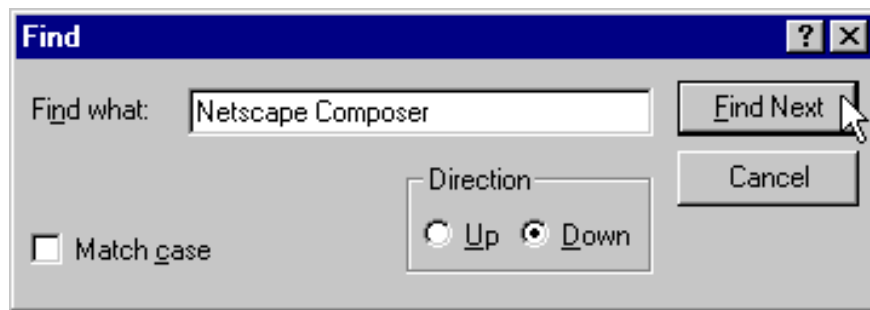 Find
Find what: Netscape Composer Find Next
Direction Cancel
Match case Up Down